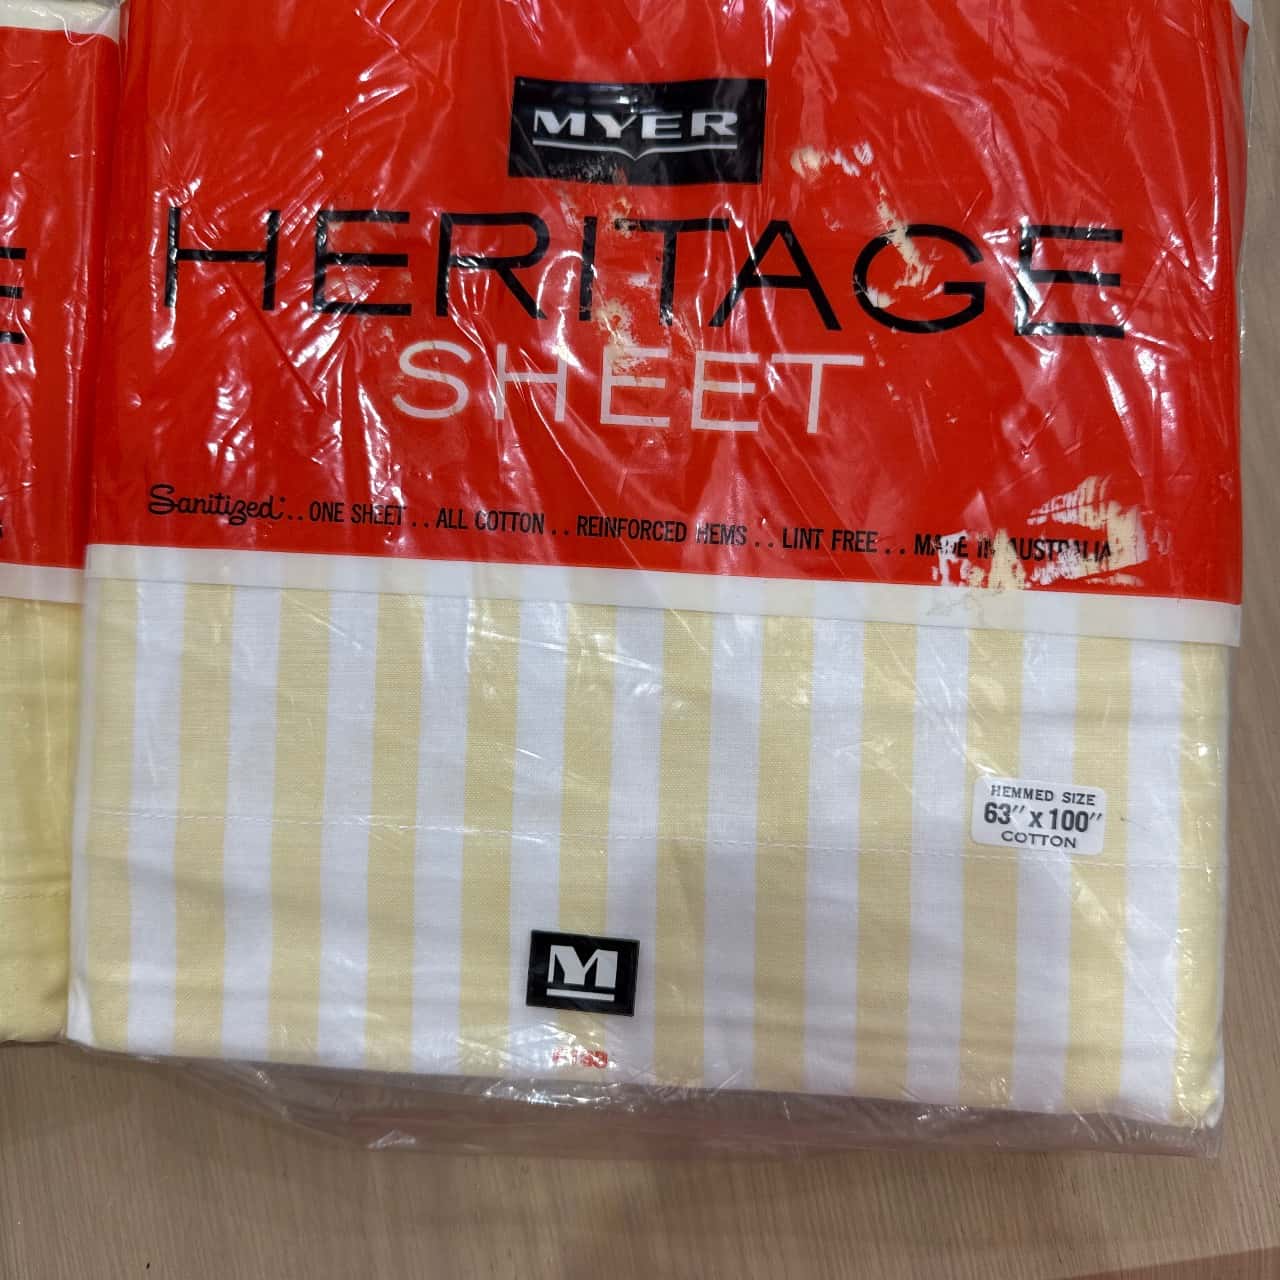 MYER
HERITAGE
SHEET
Sanitized .. ONE SHEET .. ALL COTTON .. REINFORCED HEMS .. LINT FREE .. MADE IN AUSTRALIA
HEMMED SIZE
63" x 100"
COTTON
M